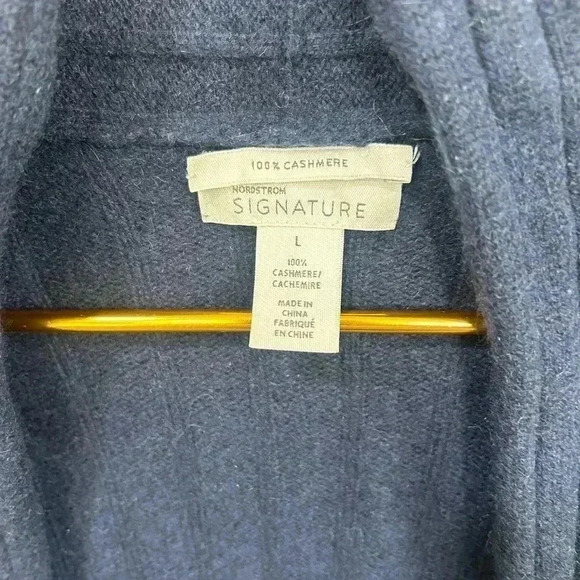 100% CASHMERE
NORDSTROM
SIGNATURE
L
100%
CASHMERE/
CACHEMIRE
MADE IN
CHINA
FABRIQUÉ
EN CHINE